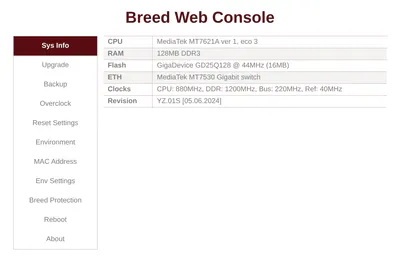 Breed Web Console
Sys Info
Upgrade
Backup
Overclock
Reset Settings
Environment
MAC Address
Env Settings
Breed Protection
Reboot
About
CPU MediaTek MT7621A ver 1, eco 3
RAM 128MB DDR3
Flash GigaDevice GD25Q128 @ 44MHz (16MB)
ETH MediaTek MT7530 Gigabit switch
Clocks CPU: 880MHz, DDR: 1200MHz, Bus: 220MHz, Ref: 40MHz
Revision YZ.01S [05.06.2024]